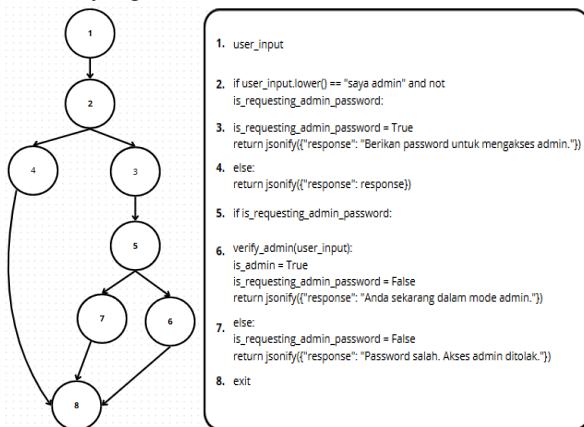 1
2
4
3
5
7
6
8
1. user_input
2. if user_input.lower() == "saya admin" and not
is_requesting_admin_password:
3. is_requesting_admin_password = True
return jsonify({"response": "Berikan password untuk mengakses admin."})
4. else:
return jsonify({"response": response})
5. if is_requesting_admin_password:
6. verify_admin(user_input):
is_admin = True
is_requesting_admin_password = False
return jsonify({"response": "Anda sekarang dalam mode admin."})
7. else:
is_requesting_admin_password = False
return jsonify({"response": "Password salah. Akses admin ditolak."})
8. exit